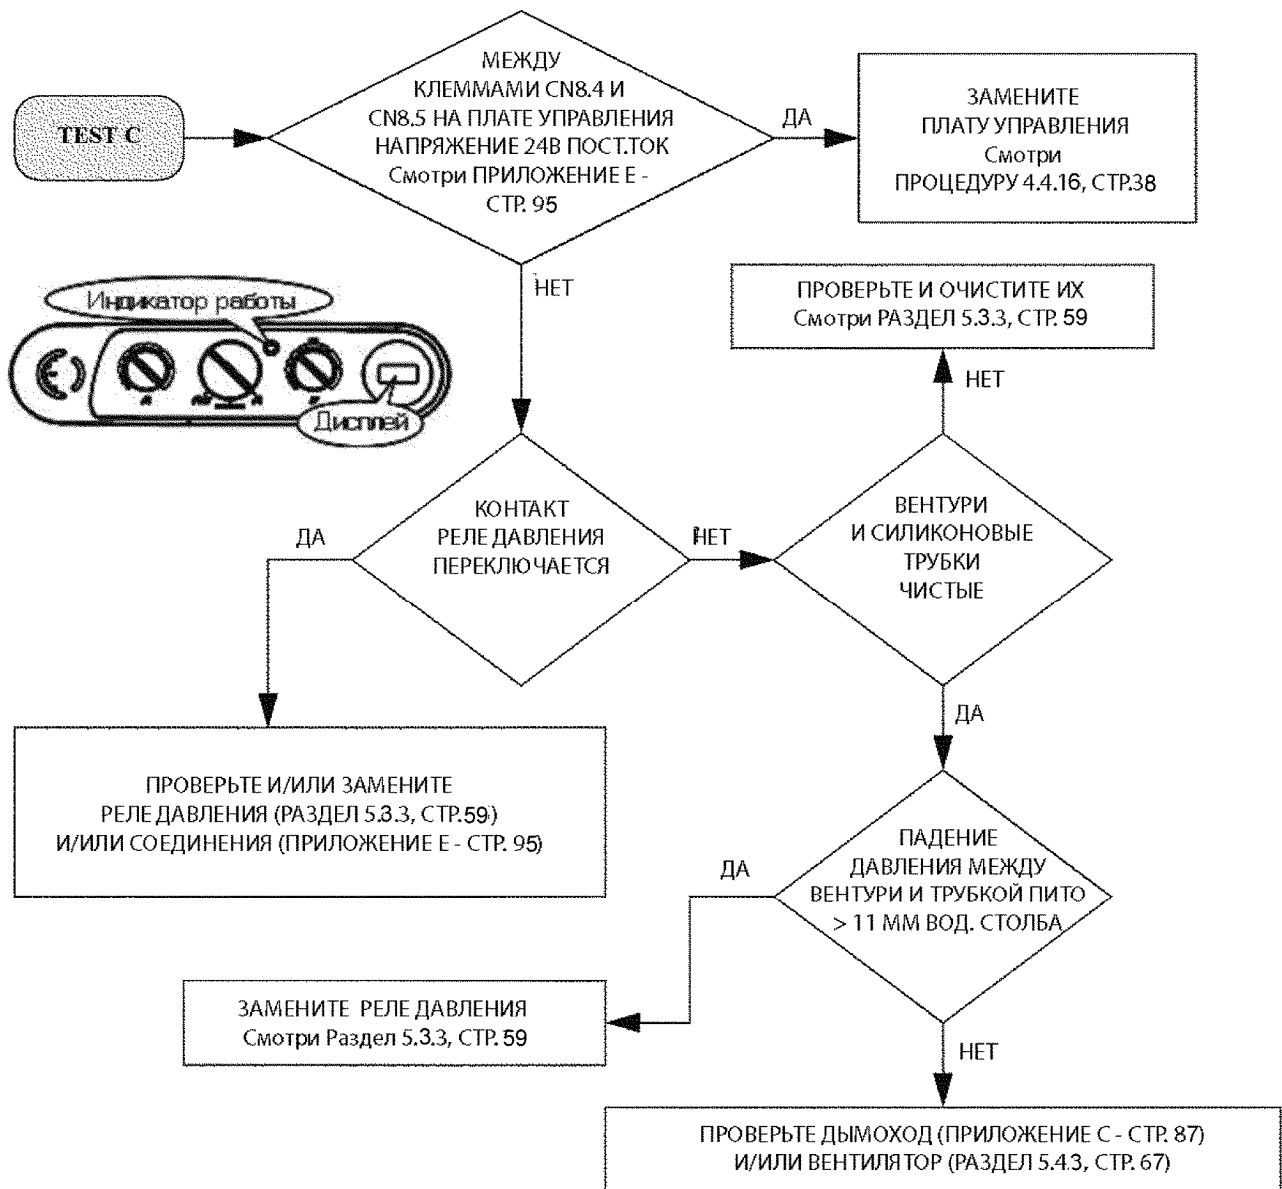 TEST C
МЕЖДУ
КЛЕММАМИ CN8.4 И
CN8.5 НА ПЛАТЕ УПРАВЛЕНИЯ
НАПРЯЖЕНИЕ 24В ПОСТ.ТОК
Смотри ПРИЛОЖЕНИЕ Е -
СТР. 95
ДА
ЗАМЕНИТЕ
ПЛАТУ УПРАВЛЕНИЯ
Смотри
ПРОЦЕДУРУ 4.4.16, СТР.38
НЕТ
Индикатор работы
Дисплей
ПРОВЕРЬТЕ И ОЧИСТИТЕ ИХ
Смотри РАЗДЕЛ 5.3.3, СТР. 59
НЕТ
КОНТАКТ
РЕЛЕ ДАВЛЕНИЯ
ПЕРЕКЛЮЧАЕТСЯ
ДА
НЕТ
ВЕНТУРИ
И СИЛИКОНОВЫЕ
ТРУБКИ
ЧИСТЫЕ
ДА
ПРОВЕРЬТЕ И/ИЛИ ЗАМЕНИТЕ
РЕЛЕ ДАВЛЕНИЯ (РАЗДЕЛ 5.3.3, СТР.59)
И/ИЛИ СОЕДИНЕНИЯ (ПРИЛОЖЕНИЕ Е - СТР. 95)
ПАДЕНИЕ
ДАВЛЕНИЯ МЕЖДУ
ВЕНТУРИ И ТРУБКОЙ ПИТО
> 11 ММ ВОД. СТОЛБА
ДА
ЗАМЕНИТЕ РЕЛЕ ДАВЛЕНИЯ
Смотри Раздел 5.3.3, СТР. 59
НЕТ
ПРОВЕРЬТЕ ДЫМОХОД (ПРИЛОЖЕНИЕ С - СТР. 87)
И/ИЛИ ВЕНТИЛЯТОР (РАЗДЕЛ 5.4.3, СТР. 67)